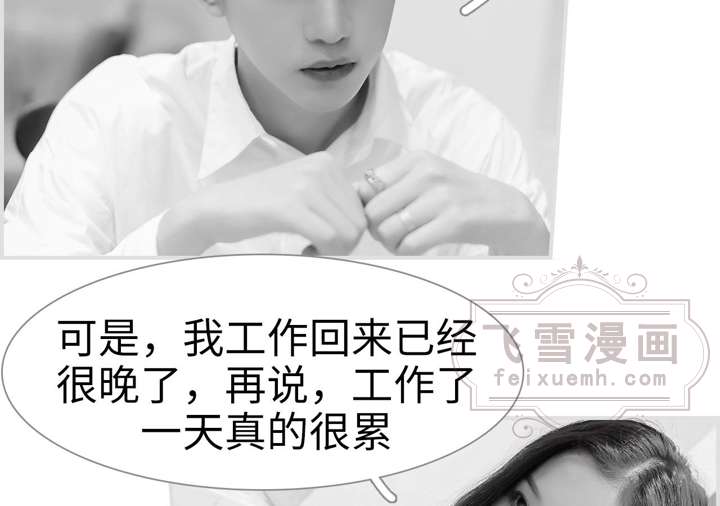 可是，我工作回来已经
很晚了，再说，工作了
一天真的很累
飞雪漫画
feixuemh.com